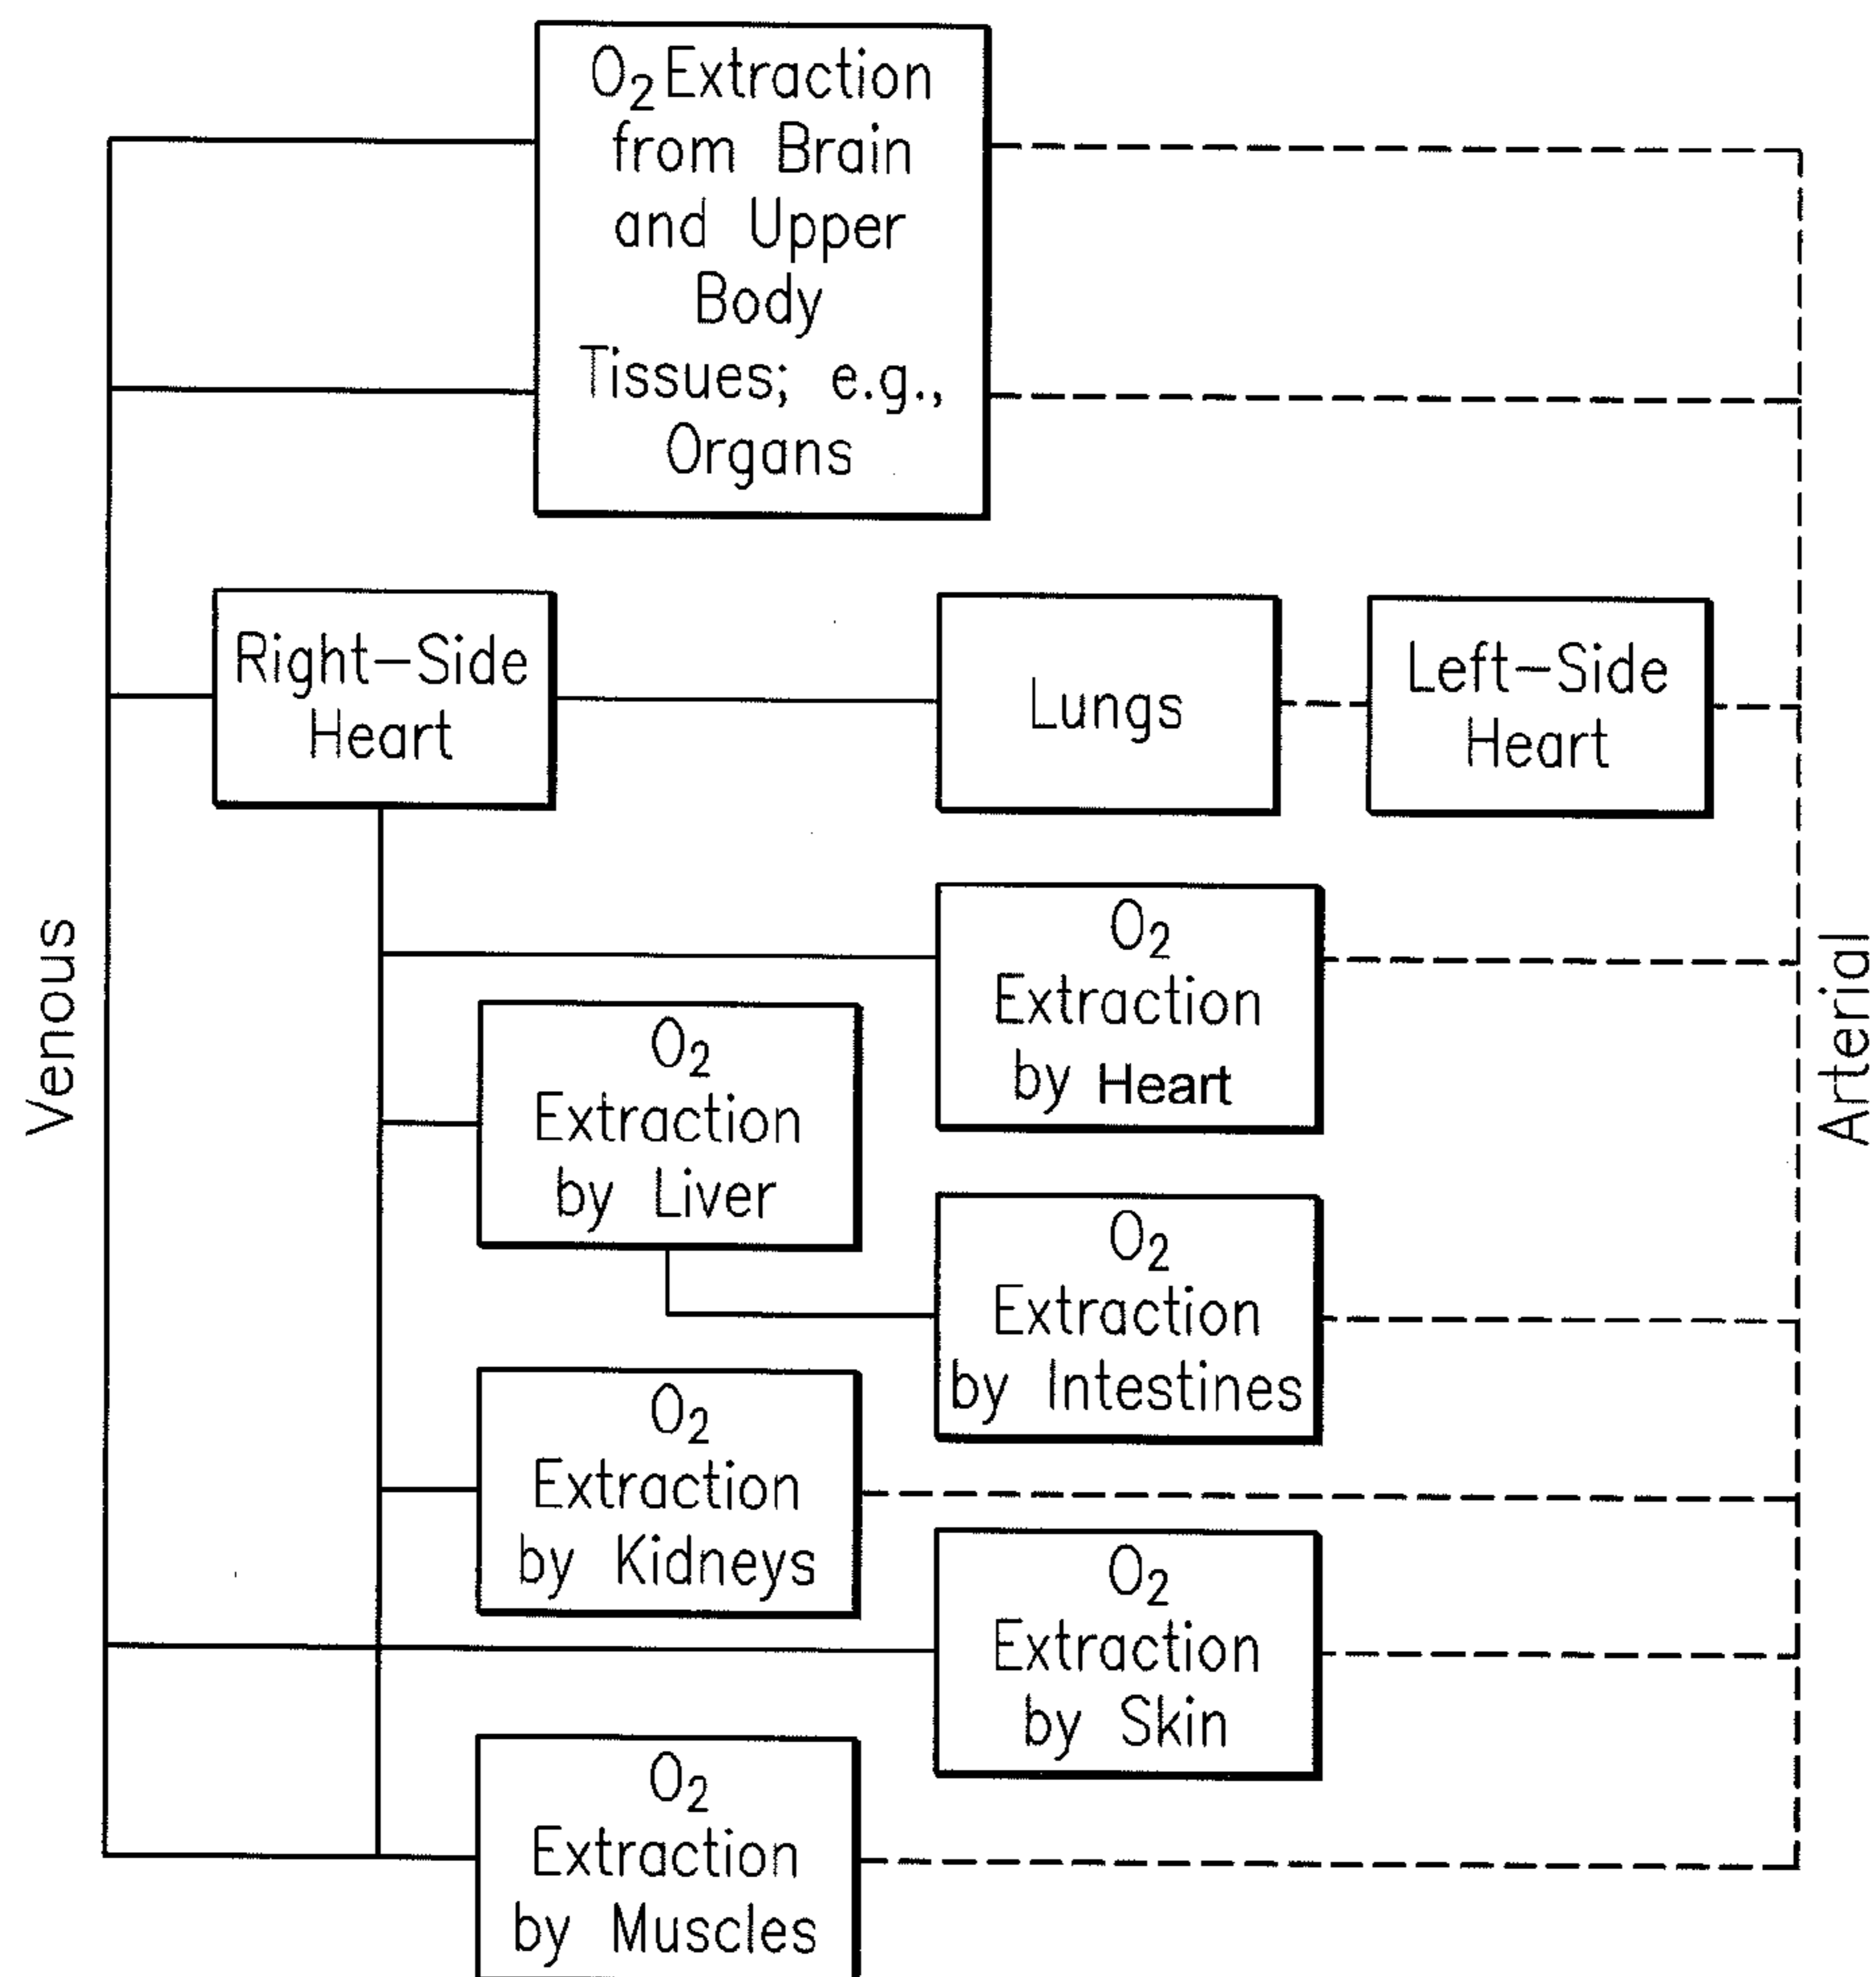 O₂ Extraction
from Brain
and Upper
Body
Tissues; e.g.,
Organs
Right-Side
Heart
Lungs
Left-Side
Heart
Venous
Arterial
O₂
Extraction
by Heart
O₂
Extraction
by Liver
O₂
Extraction
by Intestines
O₂
Extraction
by Kidneys
O₂
Extraction
by Skin
O₂
Extraction
by Muscles